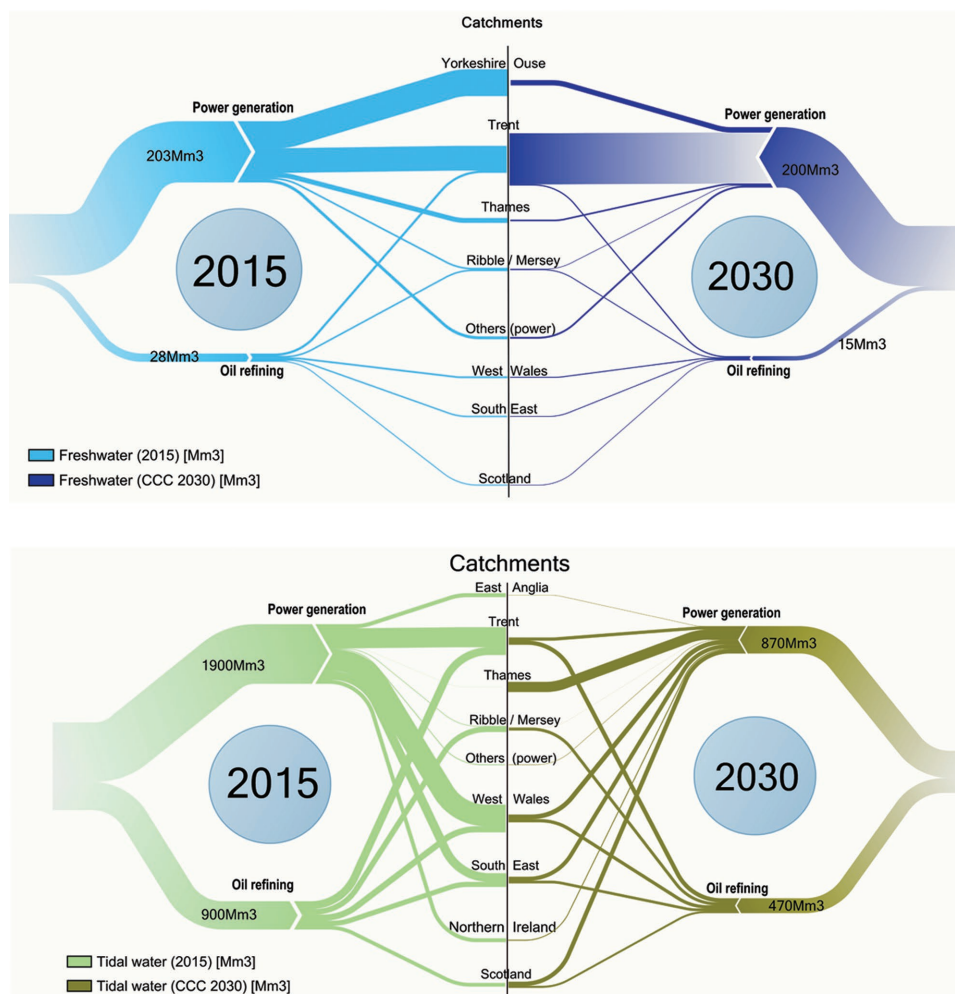 Catchments
Yorkeshire Ouse
Power generation
Power generation
Trent
203Mm3
200Mm3
Thames
2015
2030
Ribble / Mersey
Others (power)
28Mm3
15Mm3
Oil refining
West Wales
Oil refining
South East
Freshwater (2015) [Mm3]
Freshwater (CCC 2030) [Mm3]
Scotland
Catchments
East Anglia
Power generation
Power generation
Trent
1900Mm3
870Mm3
Thames
Ribble / Mersey
Others (power)
2015
2030
West Wales
South East
Oil refining
Oil refining
900Mm3
470Mm3
Northern Ireland
Tidal water (2015) [Mm3]
Scotland
Tidal water (CCC 2030) [Mm3]